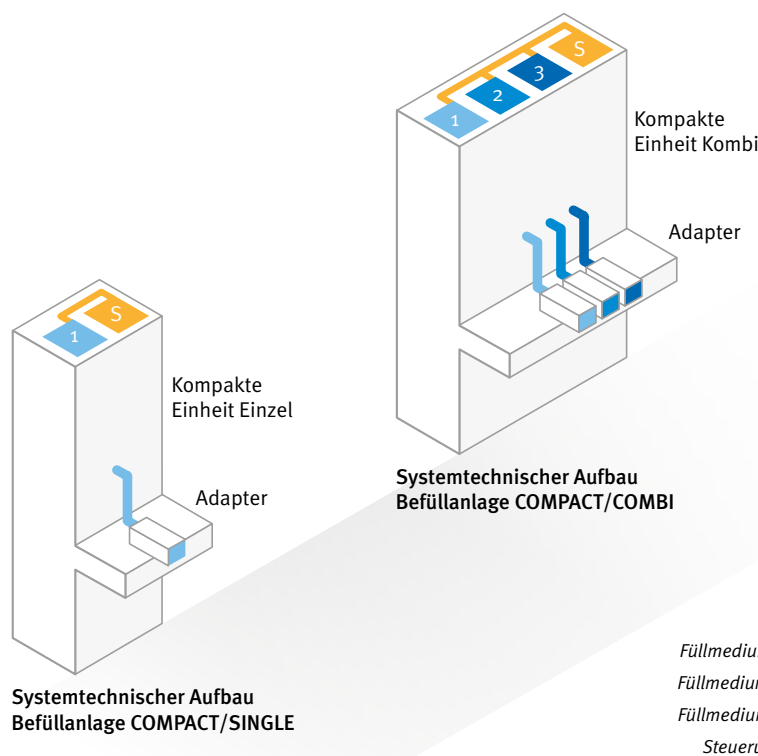 S
3
2
1
Kompakte
Einheit Kombi
Adapter
S
1
Kompakte
Einheit Einzel
Adapter
Systemtechnischer Aufbau
Befüllanlage COMPACT/COMBI
Systemtechnischer Aufbau
Befüllanlage COMPACT/SINGLE